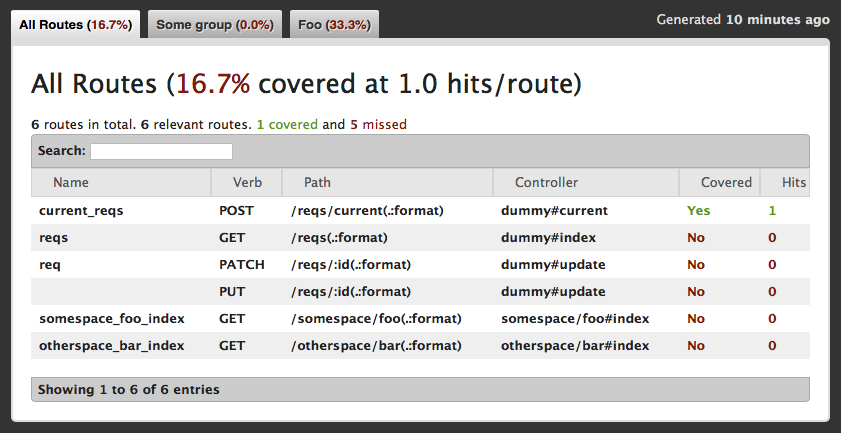 All Routes (16.7%) Some group (0.0%) Foo (33.3%) Generated 10 minutes ago
All Routes (16.7% covered at 1.0 hits/route)
6 routes in total. 6 relevant routes. 1 covered and 5 missed
Search:
Name Verb Path Controller Covered Hits
current_reqs POST /reqs/current(.:format) dummy#current Yes 1
reqs GET /reqs(.:format) dummy#index No 0
req PATCH /reqs/:id(.:format) dummy#update No 0
PUT /reqs/:id(.:format) dummy#update No 0
somespace_foo_index GET /somespace/foo(.:format) somespace/foo#index No 0
otherspace_bar_index GET /otherspace/bar(.:format) otherspace/bar#index No 0
Showing 1 to 6 of 6 entries